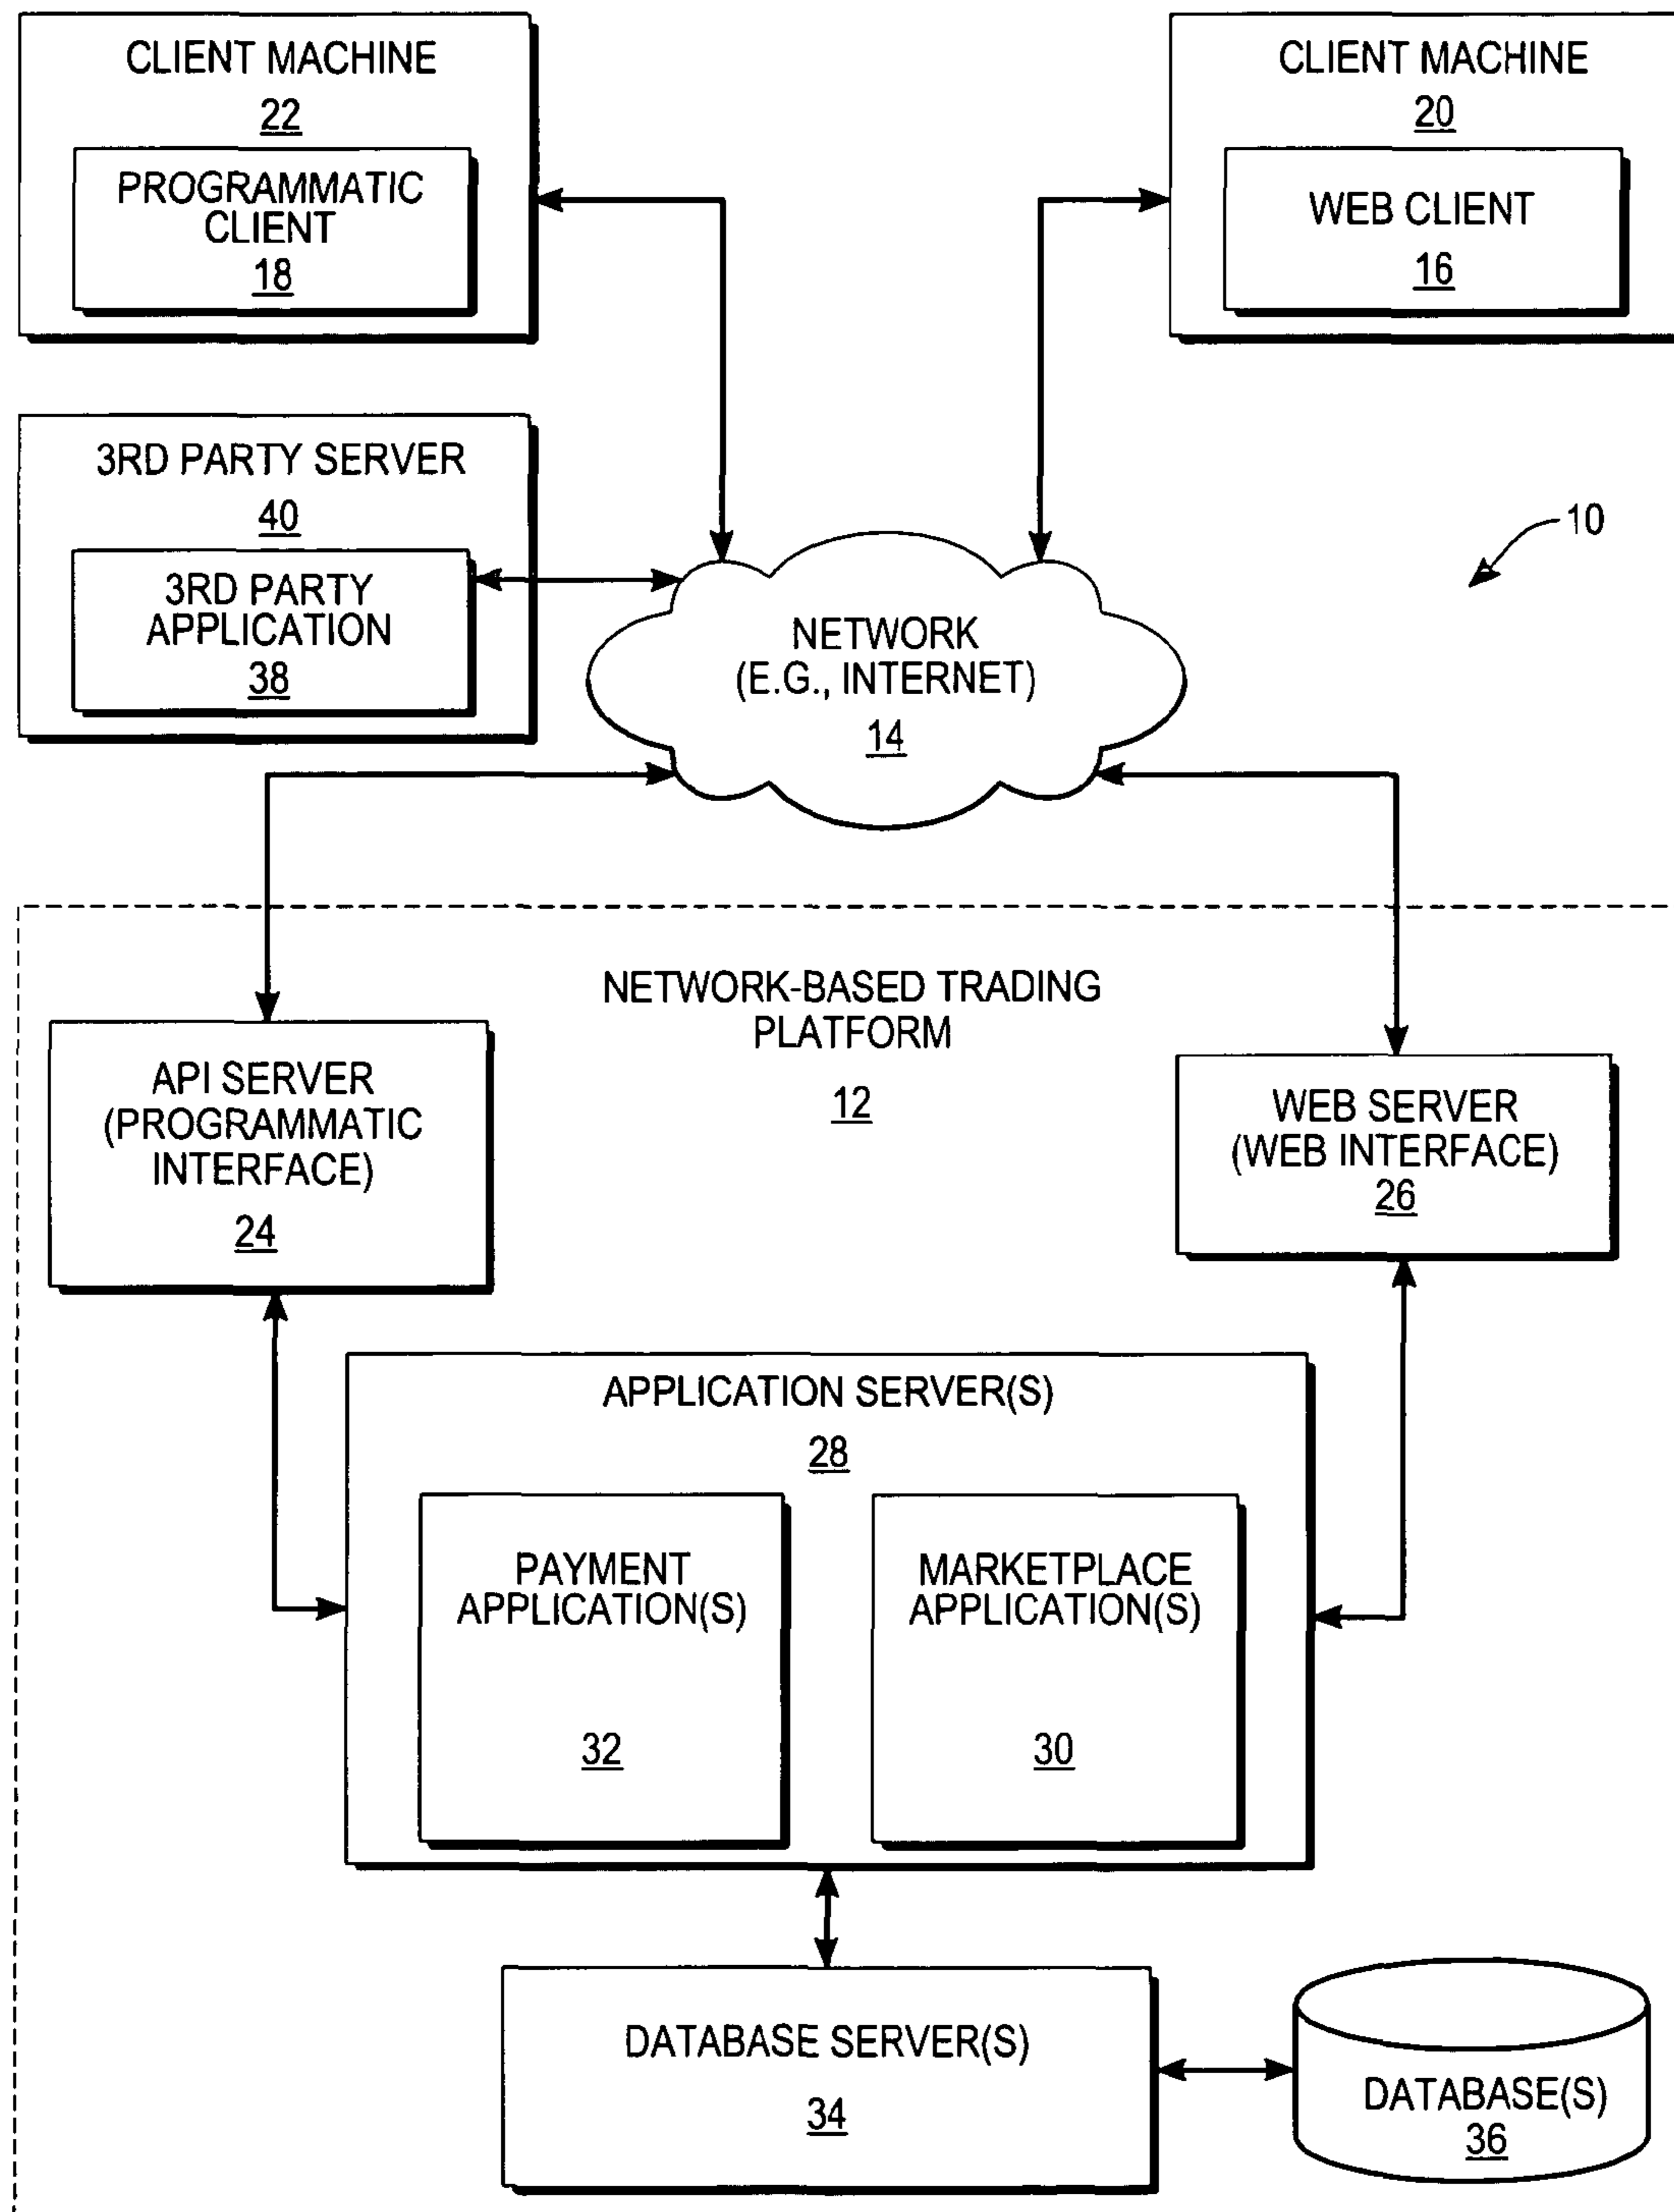 CLIENT MACHINE
22
PROGRAMMATIC
CLIENT
18
CLIENT MACHINE
20
WEB CLIENT
16
3RD PARTY SERVER
40
3RD PARTY
APPLICATION
38
10
NETWORK
(E.G., INTERNET)
14
NETWORK-BASED TRADING
PLATFORM
12
API SERVER
(PROGRAMMATIC
INTERFACE)
24
WEB SERVER
(WEB INTERFACE)
26
APPLICATION SERVER(S)
28
PAYMENT
APPLICATION(S)
32
MARKETPLACE
APPLICATION(S)
30
DATABASE SERVER(S)
34
DATABASE(S)
36